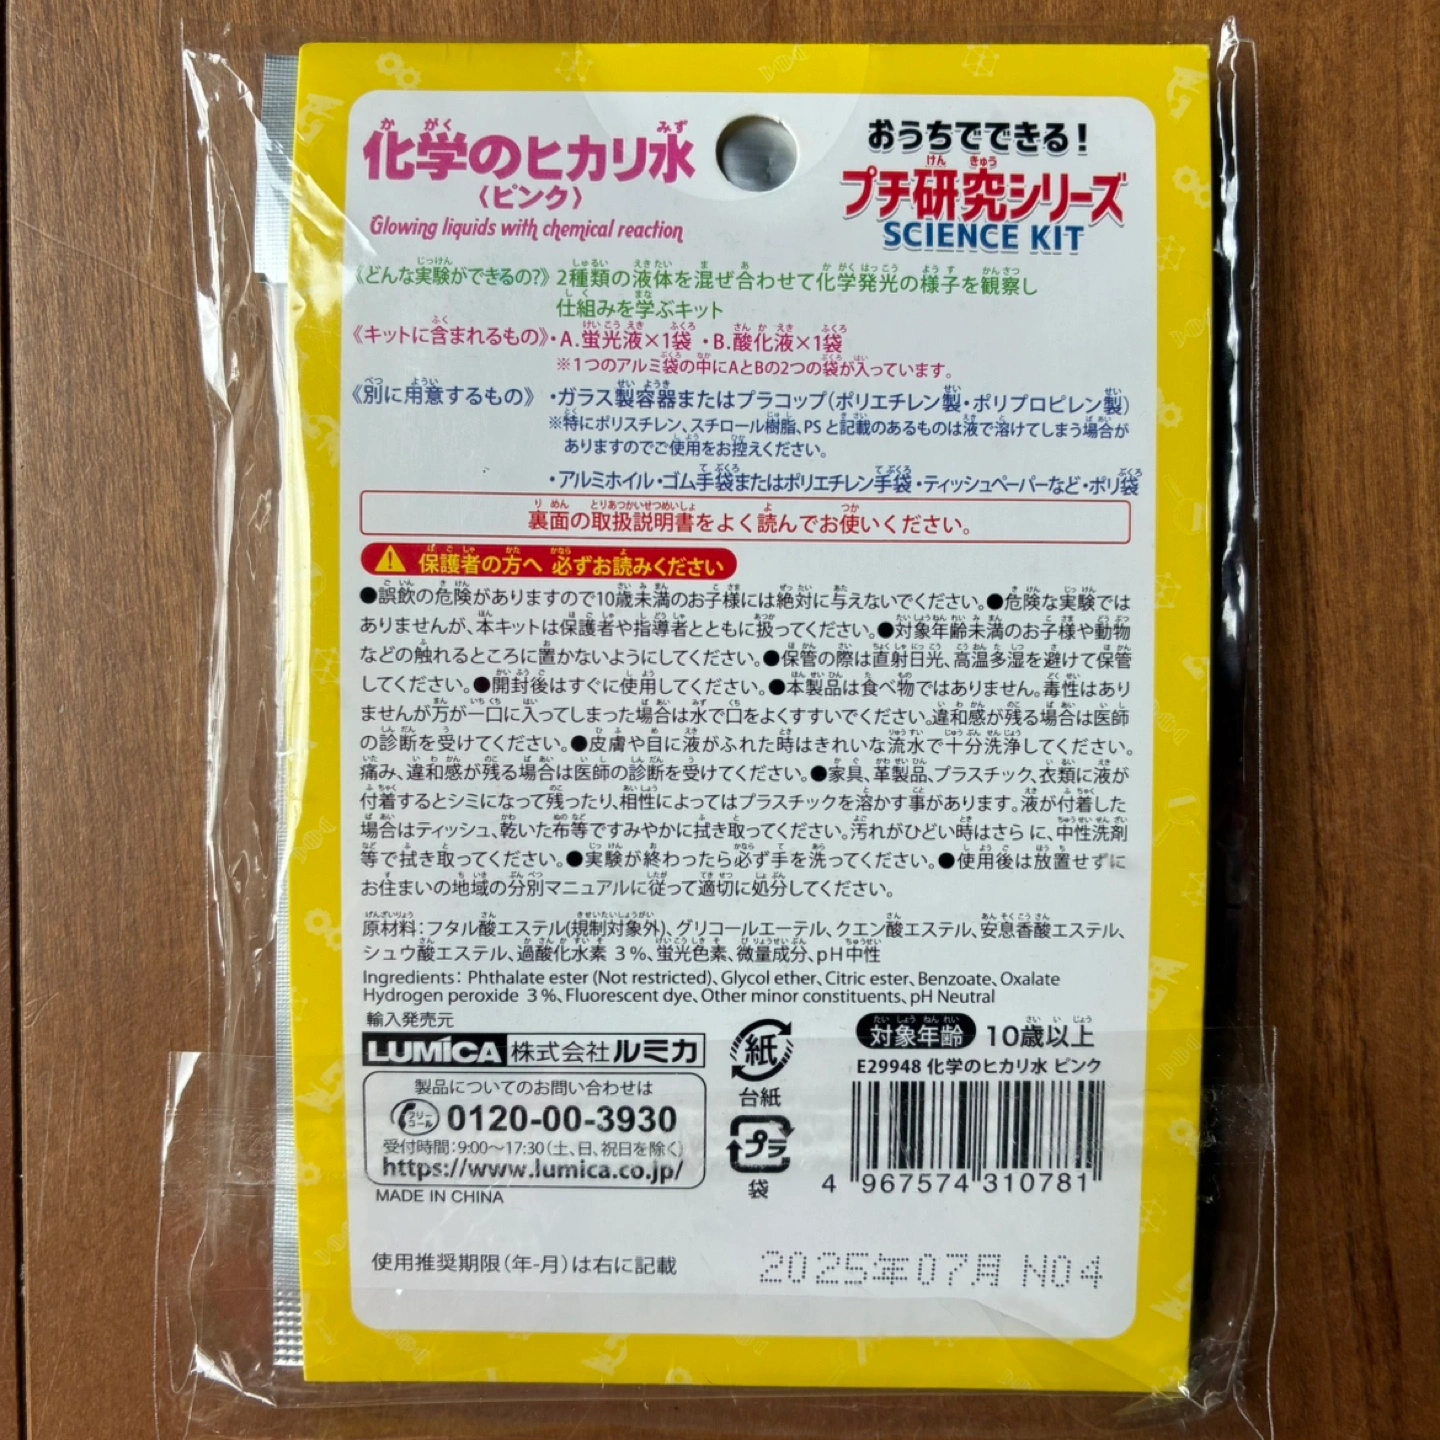 化学のヒカリ水
〈ピンク〉
Glowing liquids with chemical reaction
おうちでできる!
プチ研究シリーズ
SCIENCE KIT
《どんな実験ができるの?》2種類の液体を混ぜ合わせて化学発光の様子を観察し
仕組みを学ぶキット
《キットに含まれるもの》・A.蛍光液×1袋 ・B.酸化液×1袋
※1つのアルミ袋の中にAとBの2つの袋が入っています。
《別に用意するもの》・ガラス製容器またはプラコップ(ポリエチレン製・ポリプロピレン製)
※特にポリスチレン、スチロール樹脂、PSと記載のあるものは液で溶けてしまう場合が
ありますのでご使用をお控えください。
・アルミホイル・ゴム手袋またはポリエチレン手袋・ティッシュペーパーなど・ポリ袋
裏面の取扱説明書をよく読んでお使いください。
保護者の方へ 必ずお読みください
●誤飲の危険がありますので10歳未満のお子様には絶対に与えないでください。●危険な実験では
ありませんが、本キットは保護者や指導者とともに扱ってください。●対象年齢未満のお子様や動物
などの触れるところに置かないようにしてください。●保管の際は直射日光、高温多湿を避けて保管
してください。●開封後はすぐに使用してください。●本製品は食べ物ではありません。毒性はあり
ませんが万が一口に入ってしまった場合は水で口をよくすすいでください。違和感が残る場合は医師
の診断を受けてください。●皮膚や目に液がふれた時はきれいな流水で十分洗浄してください。
痛み、違和感が残る場合は医師の診断を受けてください。●家具、革製品、プラスチック、衣類に液が
付着するとシミになって残ったり、相性によってはプラスチックを溶かす事があります。液が付着した
場合はティッシュ、乾いた布等ですみやかに拭き取ってください。汚れがひどい時はさらに、中性洗剤
等で拭き取ってください。●実験が終わったら必ず手を洗ってください。●使用後は放置せずに
お住まいの地域の分別マニュアルに従って適切に処分してください。
原材料:フタル酸エステル(規制対象外)、グリコールエーテル、クエン酸エステル、安息香酸エステル、
シュウ酸エステル、過酸化水素 3%、蛍光色素、微量成分、pH中性
Ingredients: Phthalate ester (Not restricted)、Glycol ether、Citric ester、Benzoate、Oxalate
Hydrogen peroxide 3%、Fluorescent dye、Other minor constituents、pH Neutral
輸入発売元
LUMICA 株式会社ルミカ
製品についてのお問い合わせは
フリーコール 0120-00-3930
受付時間:9:00〜17:30(土、日、祝日を除く)
https://www.lumica.co.jp/
MADE IN CHINA
紙
台紙
プラ
袋
対象年齢 10歳以上
E29948 化学のヒカリ水 ピンク
4 967574 310781
使用推奨期限(年-月)は右に記載
2025年07月 N04